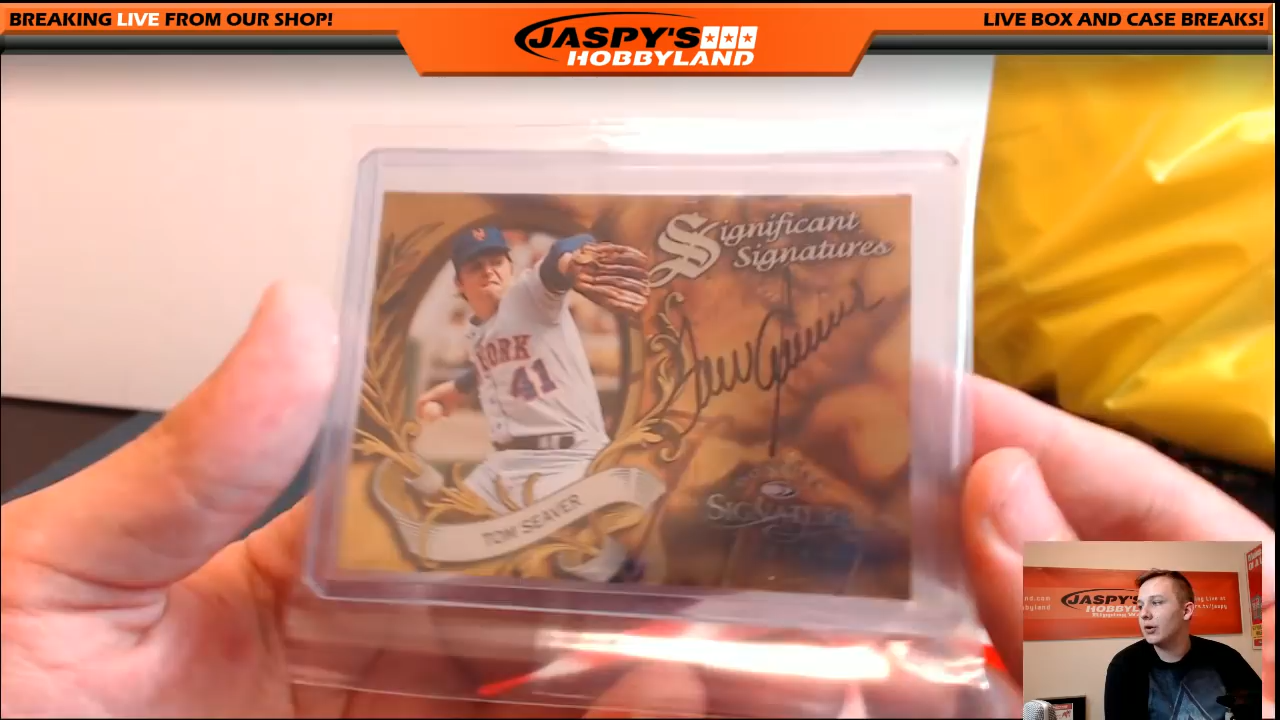 BREAKING LIVE FROM OUR SHOP!
JASPY'S
HOBBYLAND
LIVE BOX AND CASE BREAKS!
Significant
Signatures
YORK
41
TOM SEAVER
JASPY'S
HOBBYL